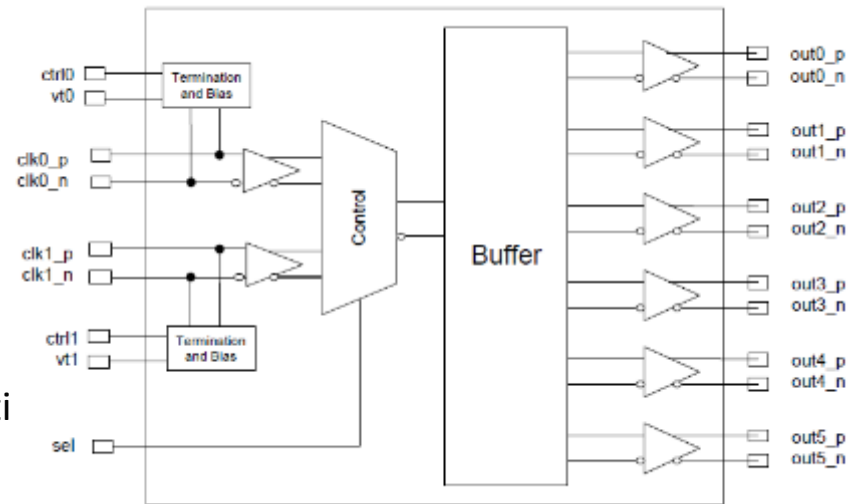 ctrl0
vt0
Termination
and Bias
clk0_p
clk0_n
Control
clk1_p
clk1_n
ctrl1
vt1
Termination
and Bias
sel
Buffer
out0_p
out0_n
out1_p
out1_n
out2_p
out2_n
out3_p
out3_n
out4_p
out4_n
out5_p
out5_n